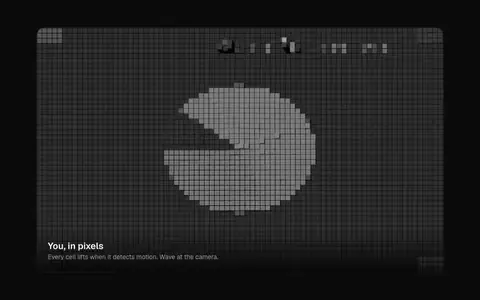 You, in pixels
Every cell lifts when it detects motion. Wave at the camera.